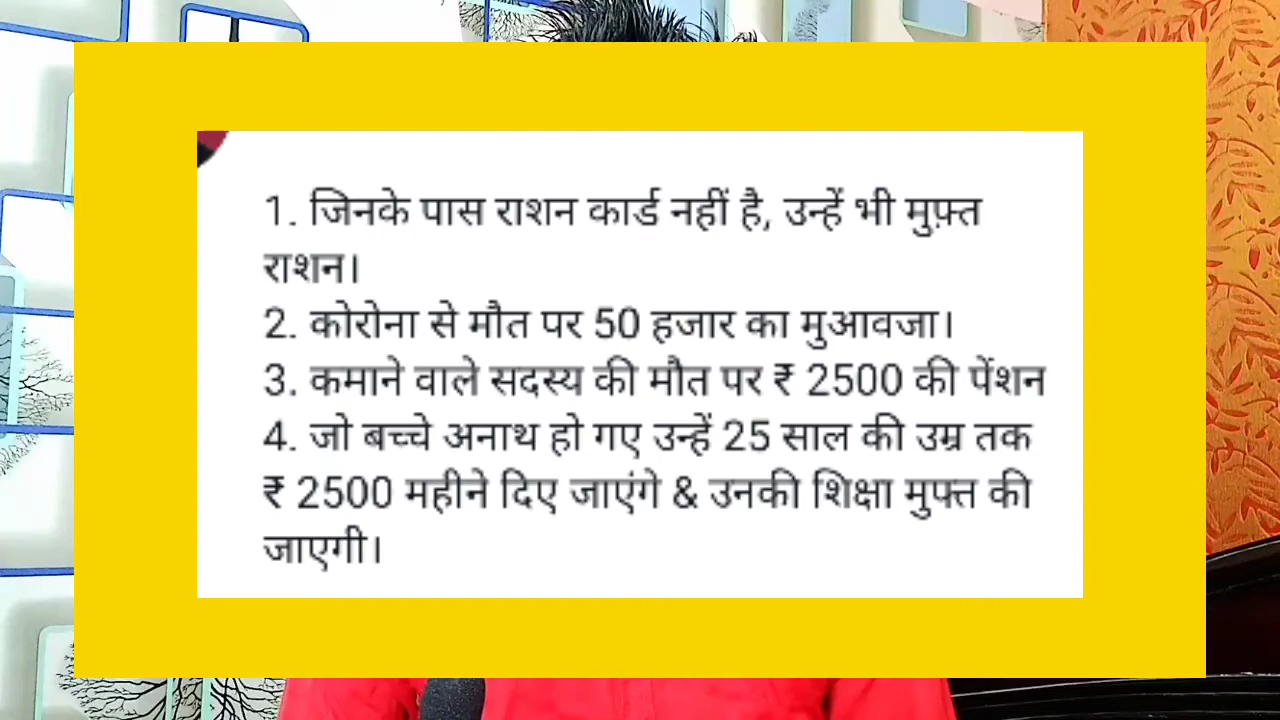 1. जिनके पास राशन कार्ड नहीं है, उन्हें भी मुफ़्त
राशन।
2. कोरोना से मौत पर 50 हजार का मुआवजा।
3. कमाने वाले सदस्य की मौत पर ₹ 2500 की पेंशन
4. जो बच्चे अनाथ हो गए उन्हें 25 साल की उम्र तक
₹ 2500 महीने दिए जाएंगे & उनकी शिक्षा मुफ्त की
जाएगी।